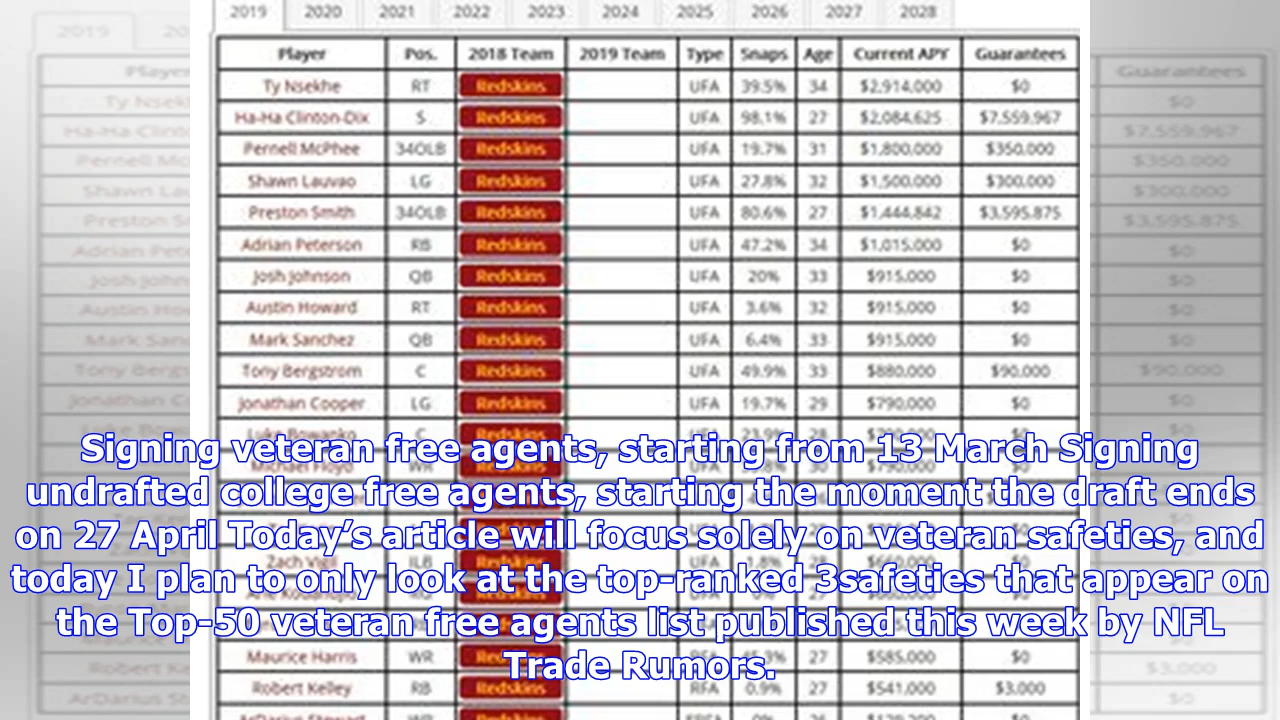 2019 2020 2021 2022 2023 2024 2025 2026 2027 2028
Player Pos. 2018 Team 2019 Team Type Snaps Age Current APY Guarantees
Ty Nsekhe RT Redskins UFA 39.5% 34 $2,914,000 $0
Ha-Ha Clinton-Dix S Redskins UFA 98.1% 27 $2,084,625 $7,559,967
Pernell McPhee 34OLB Redskins UFA 19.7% 31 $1,800,000 $350,000
Shawn Lauvao LG Redskins UFA 27.8% 32 $1,500,000 $300,000
Preston Smith 34OLB Redskins UFA 80.6% 27 $1,444,842 $3,595,875
Adrian Peterson RB Redskins UFA 47.2% 34 $1,015,000 $0
Josh Johnson QB Redskins UFA 20% 33 $915,000 $0
Austin Howard RT Redskins UFA 3.6% 32 $915,000 $0
Mark Sanchez QB Redskins UFA 6.4% 33 $915,000 $0
Tony Bergstrom C Redskins UFA 49.9% 33 $880,000 $90,000
Jonathan Cooper LG Redskins UFA 19.7% 29 $790,000 $0
Signing veteran free agents, starting from 13 March Signing
undrafted college free agents, starting the moment the draft ends
on 27 April Today’s article will focus solely on veteran safeties, and
today I plan to only look at the top-ranked 3safeties that appear on
the Top-50 veteran free agents list published this week by NFL
Trade Rumors.
Maurice Harris WR 27 $585,000 $0
Robert Kelley RB Redskins RFA 0.9% 27 $541,000 $3,000